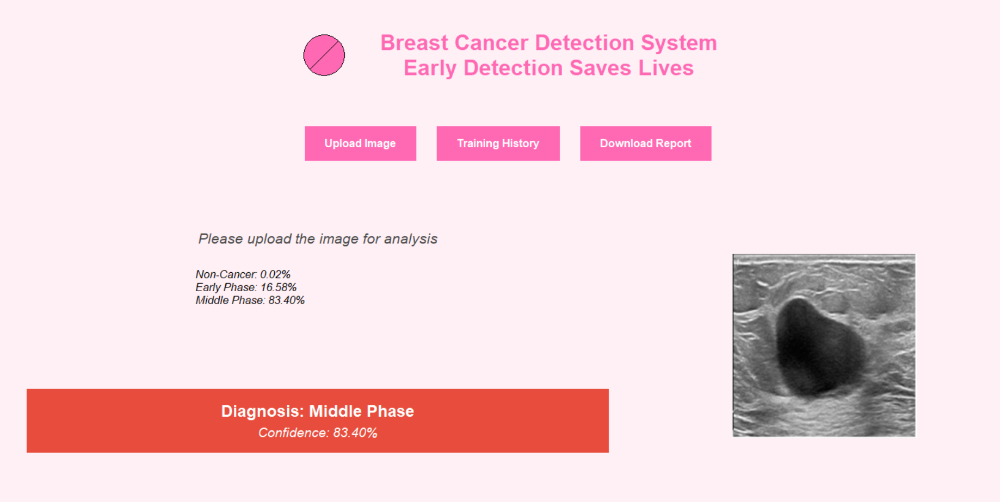 Breast Cancer Detection System
Early Detection Saves Lives
Upload Image
Training History
Download Report
Please upload the image for analysis
Non-Cancer: 0.02%
Early Phase: 16.58%
Middle Phase: 83.40%
Diagnosis: Middle Phase
Confidence: 83.40%